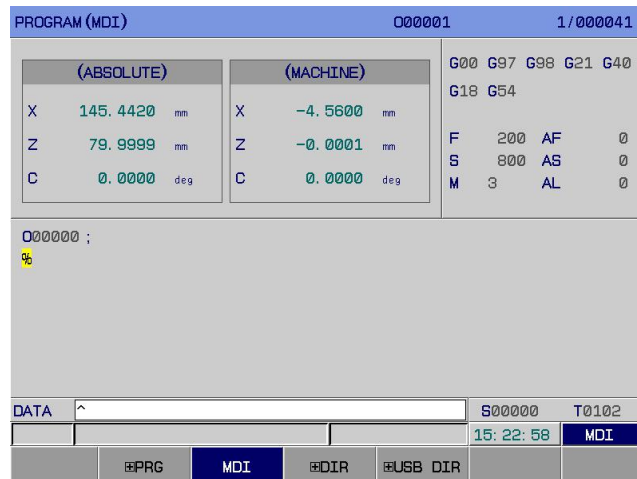 PROGRAM(MDI) O00001 1/000041
(ABSOLUTE) (MACHINE) G00 G97 G98 G21 G40
G18 G54
X 145.4420 mm X -4.5600 mm
Z 79.9999 mm Z -0.0001 mm F 200 AF 0
S 800 AS 0
C 0.0000 deg C 0.0000 deg M 3 AL 0
O00000 ;
%
DATA ^ S00000 T0102
15:22:58 MDI
⊞PRG MDI ⊞DIR ⊞USB DIR